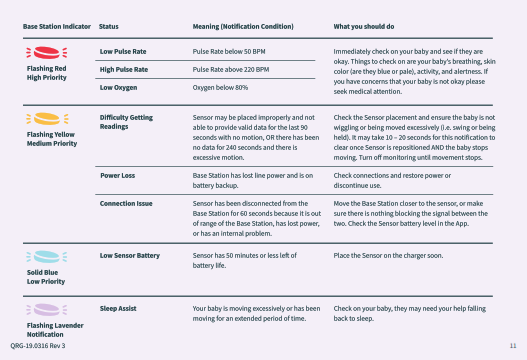 Base Station Indicator Status Meaning (Notification Condition) What you should do
Flashing Red
High Priority
Low Pulse Rate Pulse Rate below 50 BPM
High Pulse Rate Pulse Rate above 220 BPM
Low Oxygen Oxygen below 80%
Immediately check on your baby and see if they are
okay. Things to check on are your baby's breathing, skin
color (are they blue or pale), activity, and alertness. If
you have concerns that your baby is not okay please
seek medical attention.
Flashing Yellow
Medium Priority
Difficulty Getting
Readings
Sensor may be placed improperly and not
able to provide valid data for the last 90
seconds with no motion, OR there has been
no data for 240 seconds and there is
excessive motion.
Check the Sensor placement and ensure the baby is not
wiggling or being moved excessively (i.e. swing or being
held). It may take 10 – 20 seconds for this notification to
clear once Sensor is repositioned AND the baby stops
moving. Turn off monitoring until movement stops.
Power Loss
Base Station has lost line power and is on
battery backup.
Check connections and restore power or
discontinue use.
Connection Issue
Sensor has been disconnected from the
Base Station for 60 seconds because it is out
of range of the Base Station, has lost power,
or has an internal problem.
Move the Base Station closer to the sensor, or make
sure there is nothing blocking the signal between the
two. Check the Sensor battery level in the App.
Solid Blue
Low Priority
Low Sensor Battery
Sensor has 50 minutes or less left of
battery life.
Place the Sensor on the charger soon.
Flashing Lavender
Notification
Sleep Assist
Your baby is moving excessively or has been
moving for an extended period of time.
Check on your baby, they may need your help falling
back to sleep.
QRG-19.0316 Rev 3
11